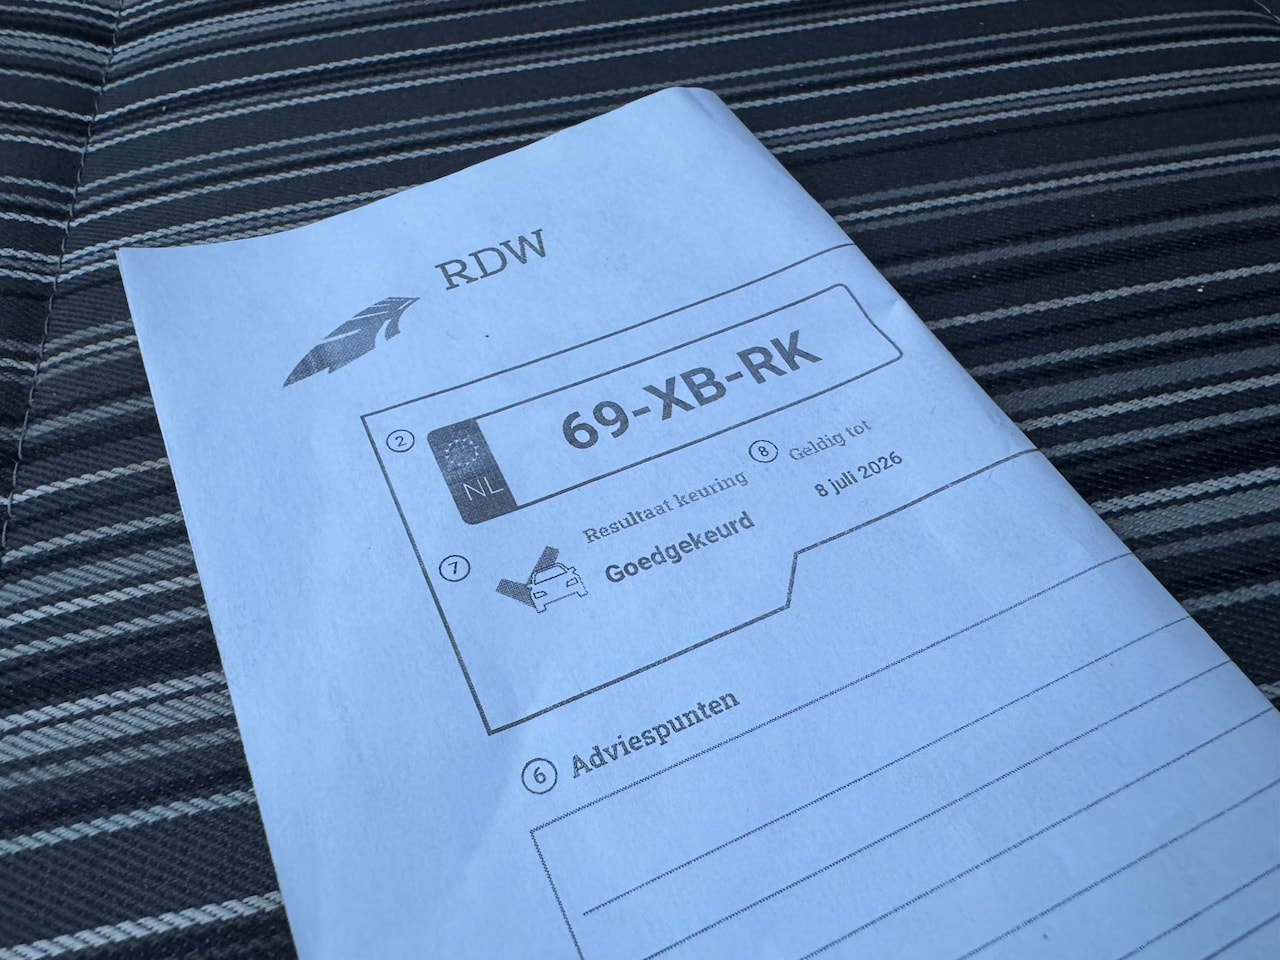 RDW
2
NL
69-XB-RK
7
Resultaat keuring
Goedgekeurd
8
Geldig tot
8 juli 2026
6
Adviespunten